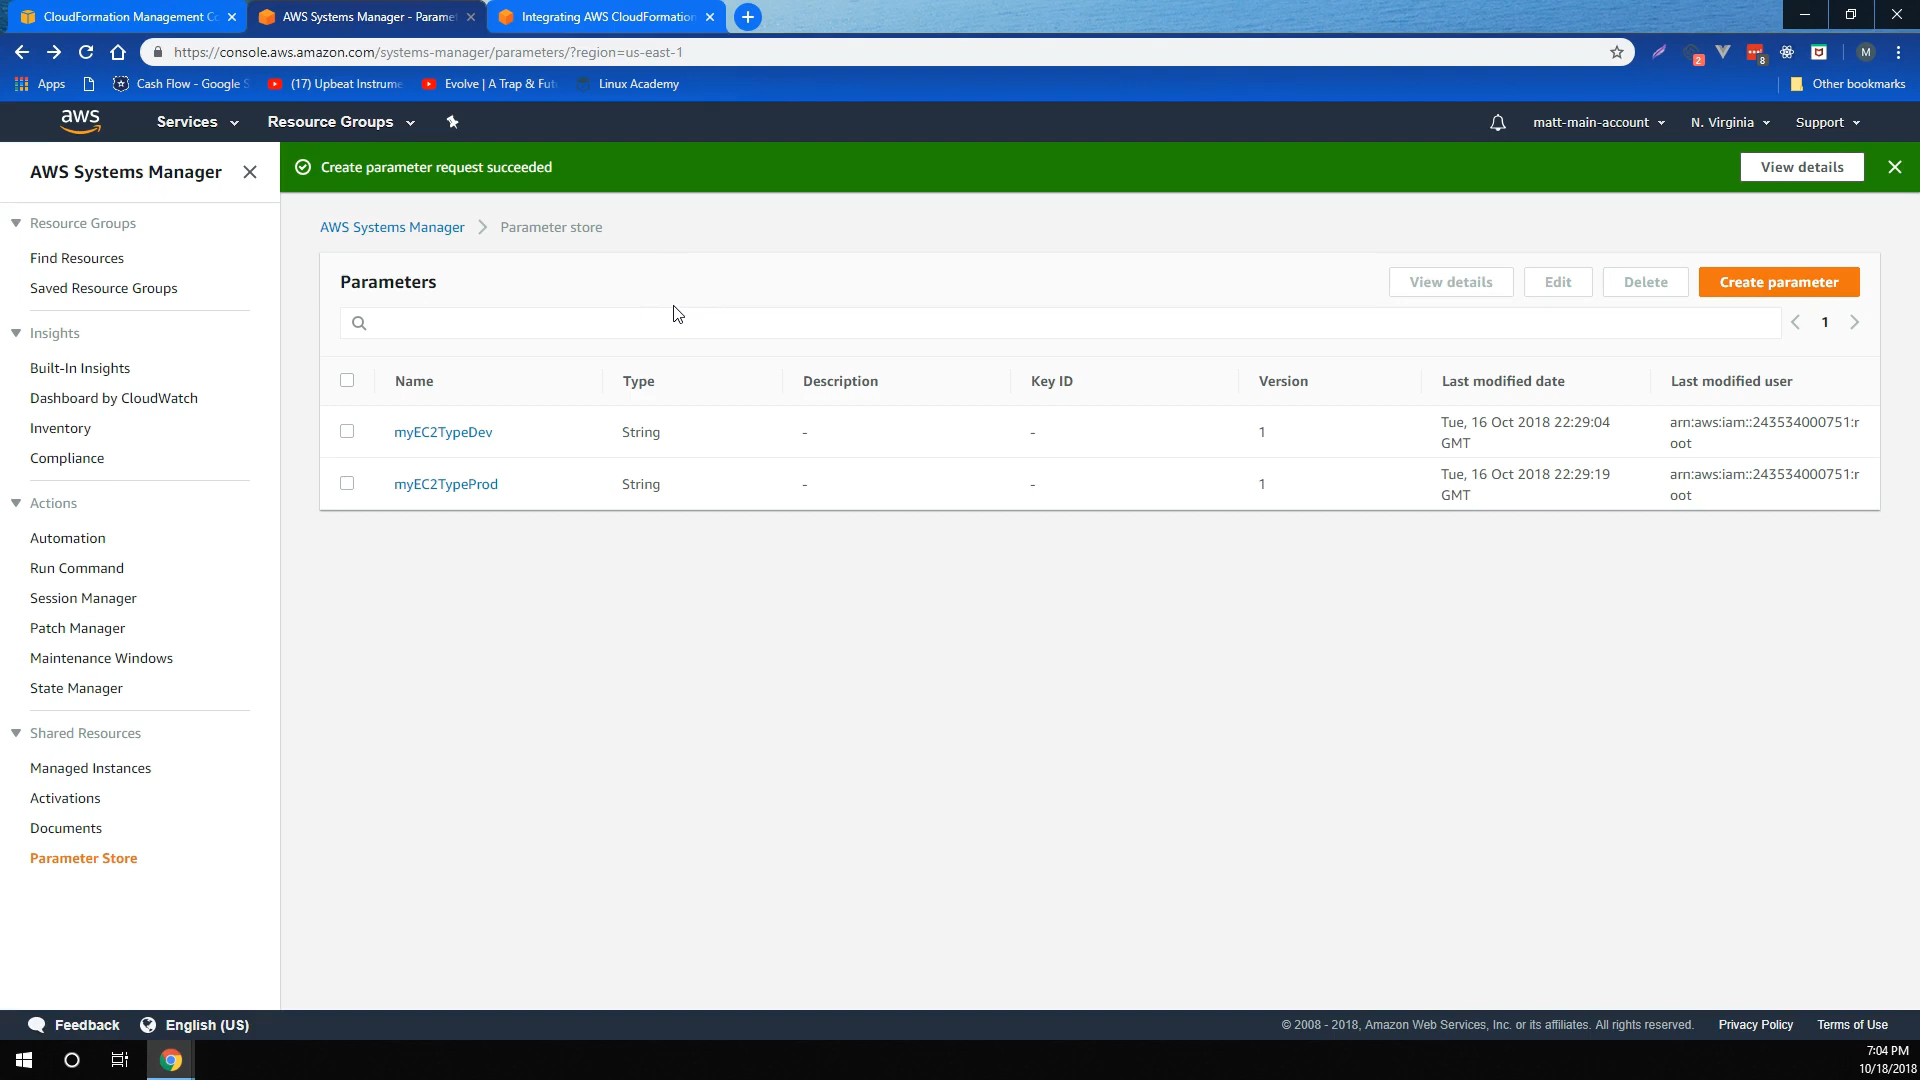 CloudFormation Management Co
AWS Systems Manager - Parame
Integrating AWS CloudFormation
https://console.aws.amazon.com/systems-manager/parameters/?region=us-east-1
2
8
M
Apps
Cash Flow - Google S
(17) Upbeat Instrume
Evolve | A Trap & Futu
Linux Academy
Other bookmarks
aws
Services
Resource Groups
matt-main-account
N. Virginia
Support
AWS Systems Manager
Create parameter request succeeded
View details
Resource Groups
Find Resources
Saved Resource Groups
Insights
Built-In Insights
Dashboard by CloudWatch
Inventory
Compliance
Actions
Automation
Run Command
Session Manager
Patch Manager
Maintenance Windows
State Manager
Shared Resources
Managed Instances
Activations
Documents
Parameter Store
AWS Systems Manager
Parameter store
Parameters
View details
Edit
Delete
Create parameter
1
Name Type Description Key ID Version Last modified date Last modified user
myEC2TypeDev String - - 1 Tue, 16 Oct 2018 22:29:04 arn:aws:iam::243534000751:r
GMT oot
myEC2TypeProd String - - 1 Tue, 16 Oct 2018 22:29:19 arn:aws:iam::243534000751:r
GMT oot
Feedback
English (US)
© 2008 - 2018, Amazon Web Services, Inc. or its affiliates. All rights reserved.
Privacy Policy
Terms of Use
7:04 PM
10/18/2018